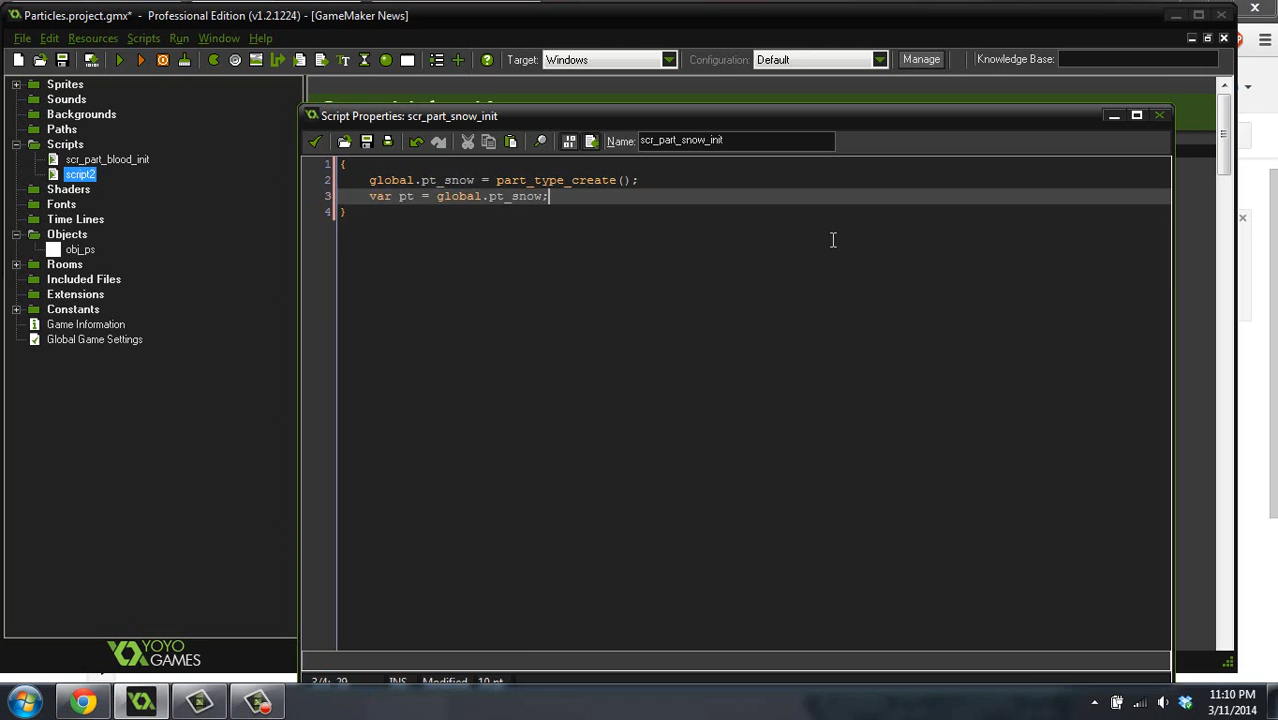 Particles.project.gmx* - Professional Edition (v1.2.1224) - [GameMaker News]
File Edit Resources Scripts Run Window Help
Target: Windows Configuration: Default Manage Knowledge Base:
Sprites
Sounds
Backgrounds
Paths
Scripts
scr_part_blood_init
script2
Shaders
Fonts
Time Lines
Objects
obj_ps
Rooms
Included Files
Extensions
Constants
Game Information
Global Game Settings
YOYO
GAMES
Script Properties: scr_part_snow_init
Name: scr_part_snow_init
1 {
2 global.pt_snow = part_type_create();
3 var pt = global.pt_snow;
4 }
3/4: 29 INS Modified 10 pt
11:10 PM
3/11/2014